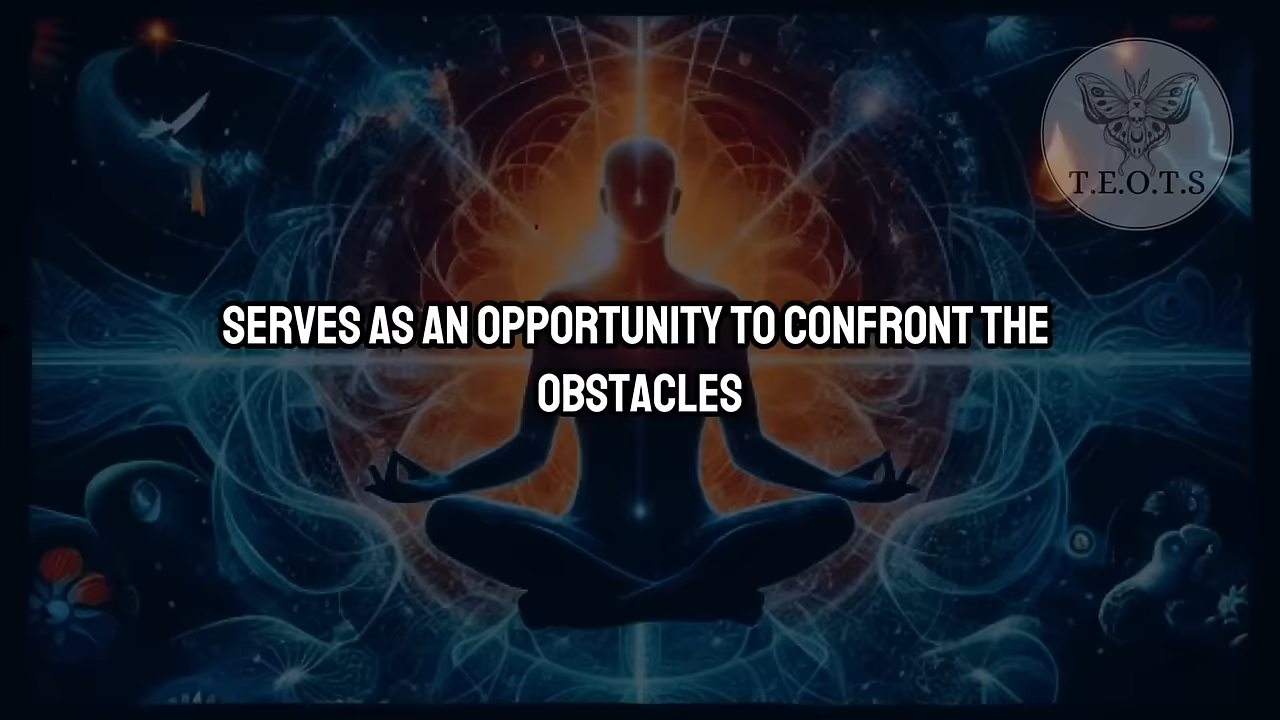 T.E.O.T.S
SERVES AS AN OPPORTUNITY TO CONFRONT THE
OBSTACLES